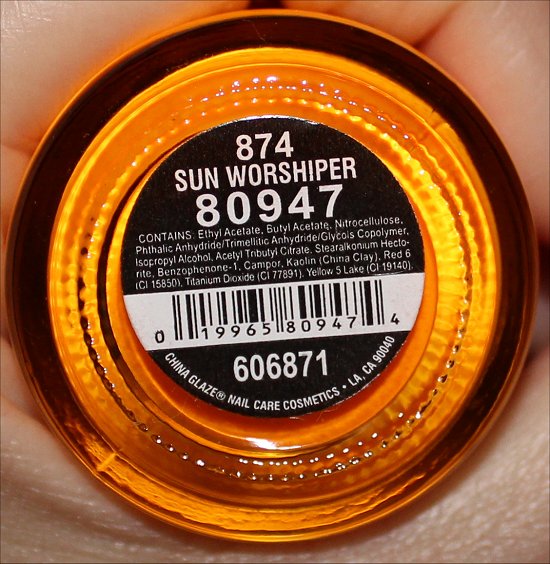 874
SUN WORSHIPER
80947
CONTAINS: Ethyl Acetate, Butyl Acetate, Nitrocellulose,
Phthalic Anhydride/Trimellitic Anhydride/Glycols Copolymer,
Isopropyl Alcohol, Acetyl Tributyl Citrate, Stearalkonium Hecto-
rite, Benzophenone-1, Campor, Kaolin (China Clay), Red 6
(CI 15850), Titanium Dioxide (CI 77891), Yellow 5 Lake (CI 19140).
0 19965 80947 4
606871
CHINA GLAZE® NAIL CARE COSMETICS • LA, CA 90040